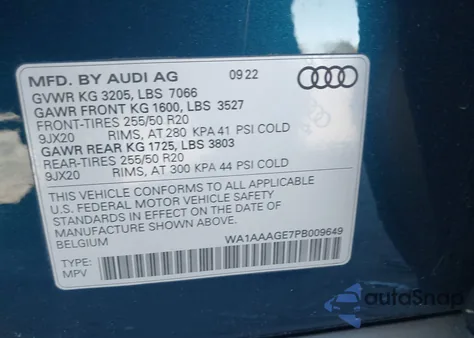 MFD. BY AUDI AG 09.22
GVWR KG 3205, LBS 7066
GAWR FRONT KG 1600, LBS 3527
FRONT-TIRES 255/50 R20
9JX20 RIMS, AT 280 KPA 41 PSI COLD
GAWR REAR KG 1725, LBS 3803
REAR-TIRES 255/50 R20
9JX20 RIMS, AT 300 KPA 44 PSI COLD
THIS VEHICLE CONFORMS TO ALL APPLICABLE
U.S. FEDERAL MOTOR VEHICLE SAFETY
STANDARDS IN EFFECT ON THE DATE OF
MANUFACTURE SHOWN ABOVE.
BELGIUM WA1AAAGE7PB009649
TYPE:
MPV
autoSnap